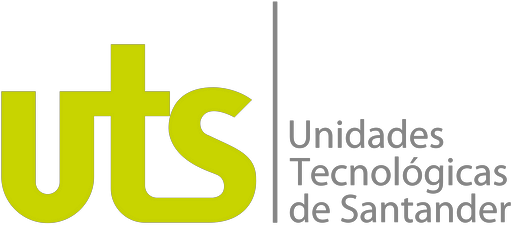 uts
Unidades
Tecnológicas
de Santander